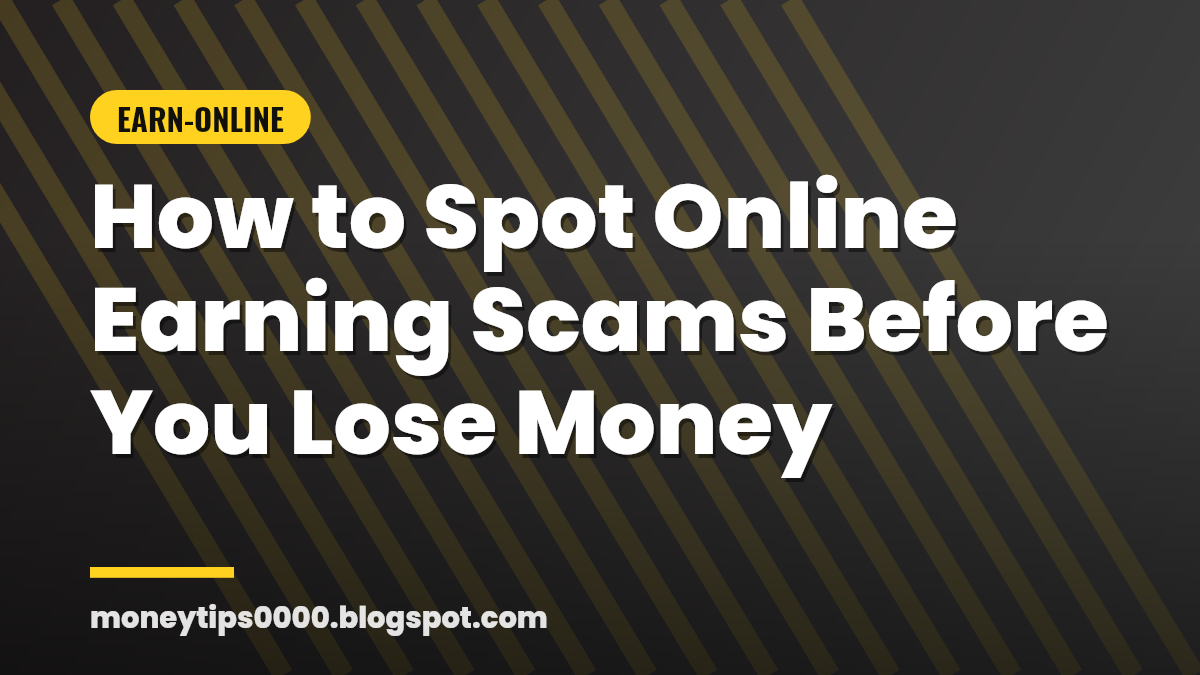 EARN-ONLINE
How to Spot Online
Earning Scams Before
You Lose Money
moneytips0000.blogspot.com